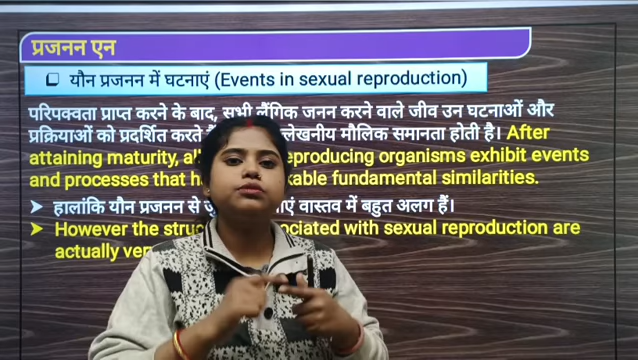 प्रजनन एन
यौन प्रजनन में घटनाएं (Events in sexual reproduction)
परिपक्वता प्राप्त करने के बाद, सभी लैंगिक जनन करने वाले जीव उन घटनाओं और
प्रक्रियाओं को प्रदर्शित करते लेखनीय मौलिक समानता होती है। After
attaining maturity, eproducing organisms exhibit events
and processes that kable fundamental similarities.
हालांकि यौन प्रजनन से वास्तव में बहुत अलग हैं।
However the struc ociated with sexual reproduction are
actually